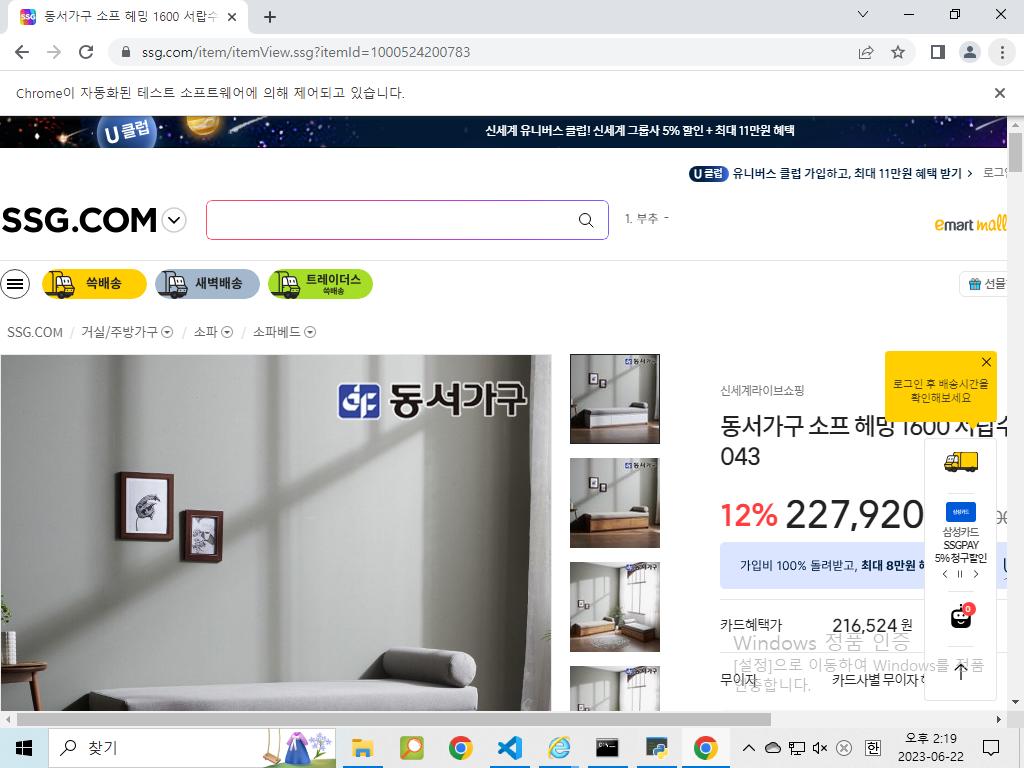 동서가구 소프 헤밍 1600 서랍수
ssg.com/item/itemView.ssg?itemId=1000524200783
Chrome이 자동화된 테스트 소프트웨어에 의해 제어되고 있습니다.
U 클럽
신세계 유니버스 클럽! 신세계 그룹사 5% 할인 + 최대 11만원 혜택
U 클럽 유니버스 클럽 가입하고, 최대 11만원 혜택 받기 > 로그인
SSG.COM
1. 부추 -
emart mall
쓱배송
새벽배송
트레이더스
쓱배송
선물
SSG.COM / 거실/주방가구 / 소파 / 소파베드
동서가구
로그인 후 배송시간을
확인해보세요
신세계라이브쇼핑
동서가구 소프 헤밍 1600 서랍수
043
12% 227,920
삼성카드
삼성카드
SSGPAY
5% 청구할인
가입비 100% 돌려받고, 최대 8만원 혜
카드혜택가 216,524 원
0
Windows 정품 인증
[설정]으로 이동하여 Windows를 정품
인증합니다.
무이자 카드사별 무이자 혜
찾기
한
오후 2:19
2023-06-22